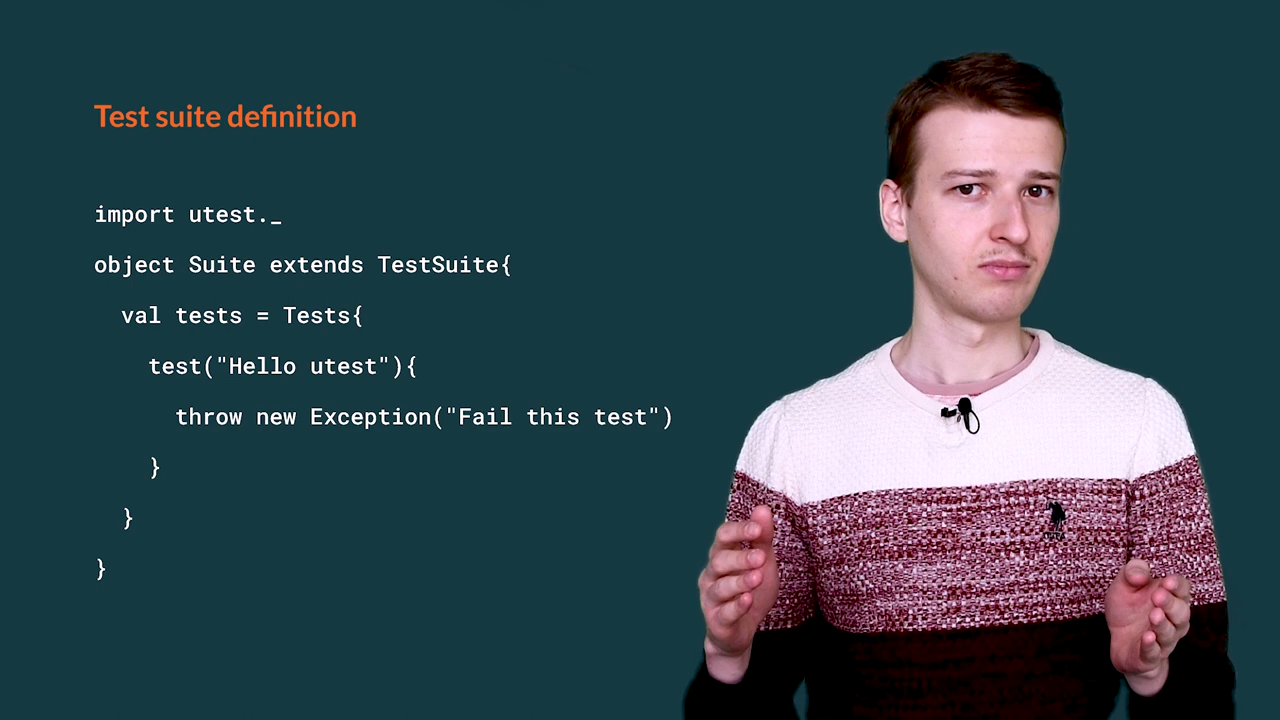 Test suite definition
import utest._
object Suite extends TestSuite{
val tests = Tests{
test("Hello utest"){
throw new Exception("Fail this test")
}
}
}